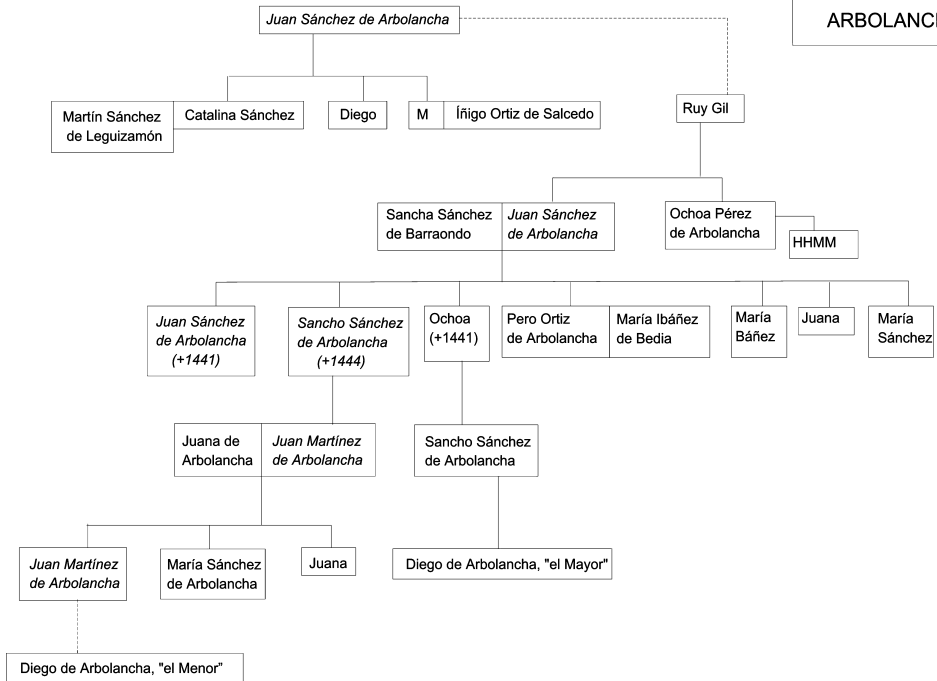 Juan Sánchez de Arbolancha
ARBOLANCH
Martín Sánchez
de Leguizamón
Catalina Sánchez
Diego
M
Íñigo Ortiz de Salcedo
Ruy Gil
Sancha Sánchez
de Barraondo
Juan Sánchez
de Arbolancha
Ochoa Pérez
de Arbolancha
HHMM
Juan Sánchez
de Arbolancha
(+1441)
Sancho Sánchez
de Arbolancha
(+1444)
Ochoa
(+1441)
Pero Ortiz
de Arbolancha
María Ibáñez
de Bedia
María
Báñez
Juana
María
Sánchez
Juana de
Arbolancha
Juan Martínez
de Arbolancha
Sancho Sánchez
de Arbolancha
Juan Martínez
de Arbolancha
María Sánchez
de Arbolancha
Juana
Diego de Arbolancha, "el Mayor"
Diego de Arbolancha, "el Menor”